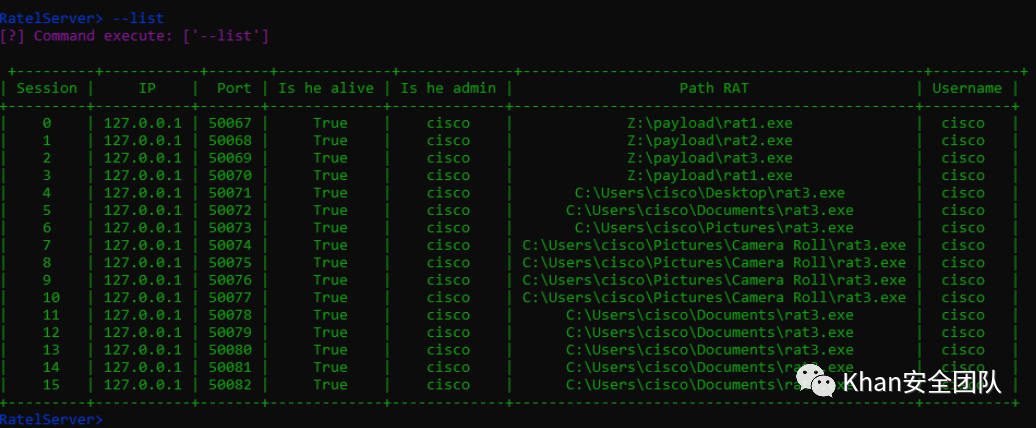 RatelServer> --list
[?] Command execute: ['--list']
+---------+-----------+-------+-------------+-------------+---------------------------------------------+----------+
| Session | IP | Port | Is he alive | Is he admin | Path RAT | Username |
+---------+-----------+-------+-------------+-------------+---------------------------------------------+----------+
| 0 | 127.0.0.1 | 50067 | True | cisco | Z:\payload\rat1.exe | cisco |
| 1 | 127.0.0.1 | 50068 | True | cisco | Z:\payload\rat2.exe | cisco |
| 2 | 127.0.0.1 | 50069 | True | cisco | Z:\payload\rat3.exe | cisco |
| 3 | 127.0.0.1 | 50070 | True | cisco | Z:\payload\rat1.exe | cisco |
| 4 | 127.0.0.1 | 50071 | True | cisco | C:\Users\cisco\Desktop\rat3.exe | cisco |
| 5 | 127.0.0.1 | 50072 | True | cisco | C:\Users\cisco\Documents\rat3.exe | cisco |
| 6 | 127.0.0.1 | 50073 | True | cisco | C:\Users\cisco\Pictures\rat3.exe | cisco |
| 7 | 127.0.0.1 | 50074 | True | cisco | C:\Users\cisco\Pictures\Camera Roll\rat3.exe | cisco |
| 8 | 127.0.0.1 | 50075 | True | cisco | C:\Users\cisco\Pictures\Camera Roll\rat3.exe | cisco |
| 9 | 127.0.0.1 | 50076 | True | cisco | C:\Users\cisco\Pictures\Camera Roll\rat3.exe | cisco |
| 10 | 127.0.0.1 | 50077 | True | cisco | C:\Users\cisco\Pictures\Camera Roll\rat3.exe | cisco |
| 11 | 127.0.0.1 | 50078 | True | cisco | C:\Users\cisco\Documents\rat3.exe | cisco |
| 12 | 127.0.0.1 | 50079 | True | cisco | C:\Users\cisco\Documents\rat3.exe | cisco |
| 13 | 127.0.0.1 | 50080 | True | cisco | C:\Users\cisco\Documents\rat3.exe | cisco |
| 14 | 127.0.0.1 | 50081 | True | cisco | C:\Users\cisco\Documents\rat3.exe | cisco |
| 15 | 127.0.0.1 | 50082 | True | cisco | C:\Users\cisco\Documents\rat3.exe | cisco |
+---------+-----------+-------+-------------+-------------+---------------------------------------------+----------+
Khan安全团队
RatelServer>